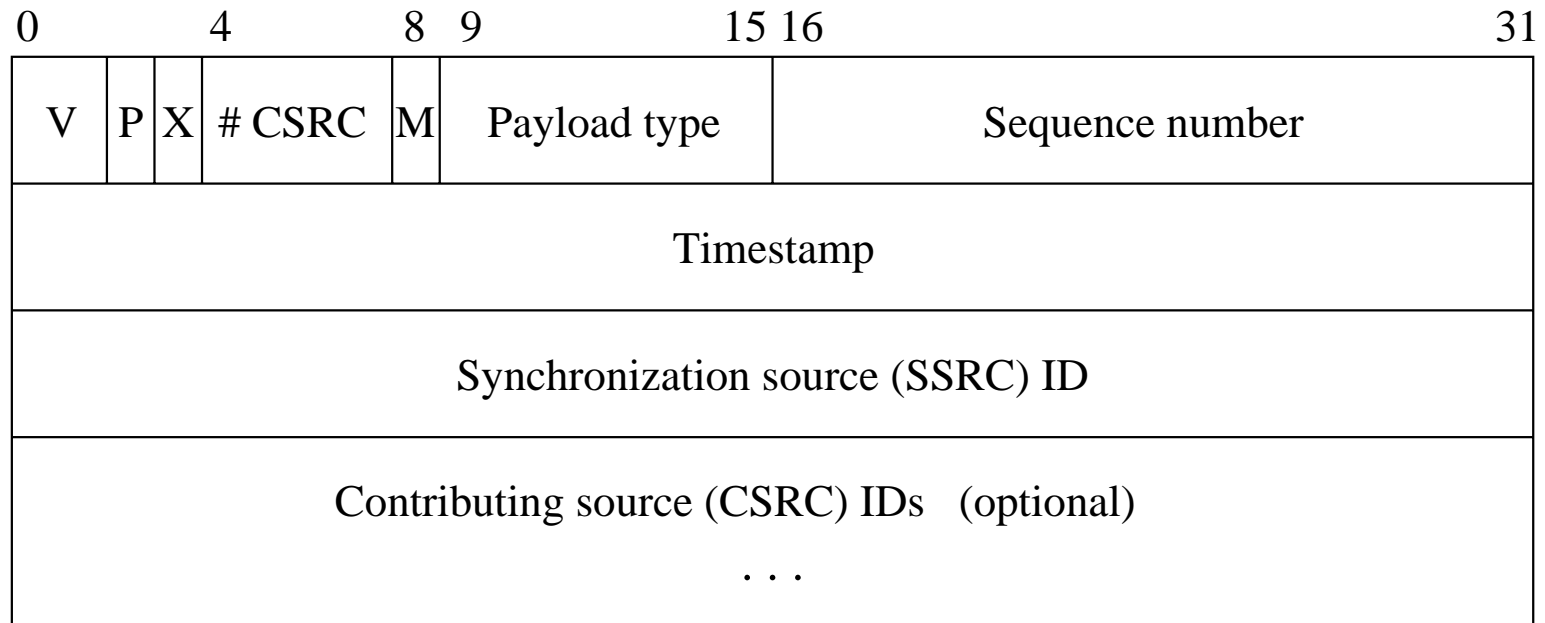 0 4 8 9 15 16 31
V P X # CSRC M Payload type Sequence number
Timestamp
Synchronization source (SSRC) ID
Contributing source (CSRC) IDs (optional)
. . .